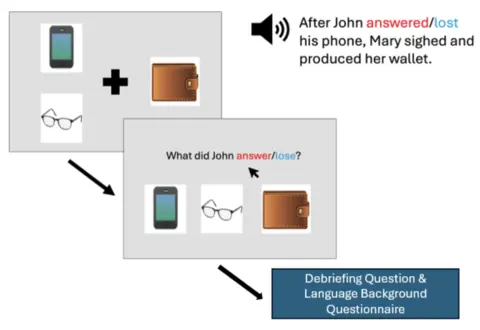 After John answered/lost
his phone, Mary sighed and
produced her wallet.
What did John answer/lose?
Debriefing Question &
Language Background
Questionnaire